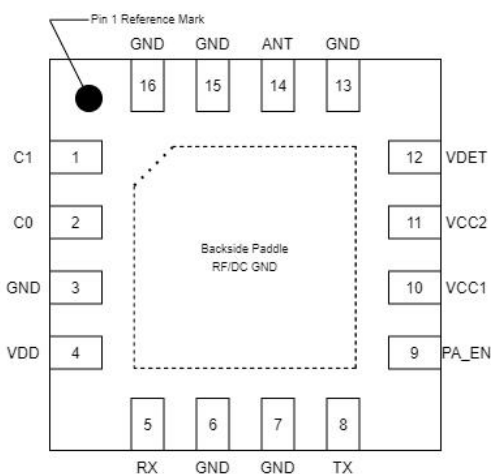 Pin 1 Reference Mark
GND GND ANT GND
16 15 14 13
C1 1 12 VDET
C0 2 11 VCC2
Backside Paddle
RF/DC GND
GND 3 10 VCC1
VDD 4 9 PA_EN
5 6 7 8
RX GND GND TX